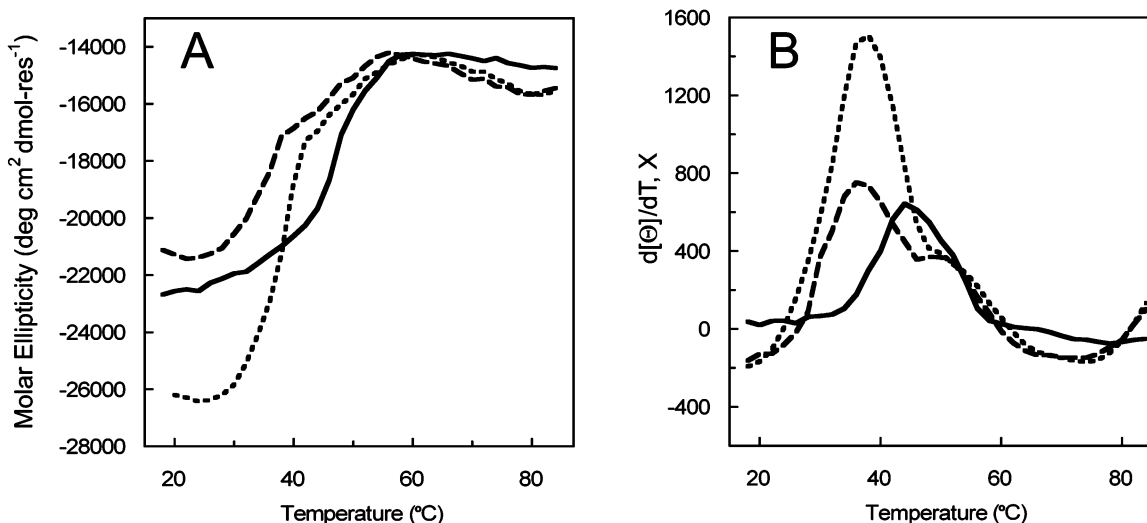 A
Molar Ellipticity (deg cm² dmol-res⁻¹)
-14000
-16000
-18000
-20000
-22000
-24000
-26000
-28000
20 40 60 80
Temperature (ºC)
B
d[Θ]/dT, X
1600
1200
800
400
0
-400
20 40 60 80
Temperature (ºC)